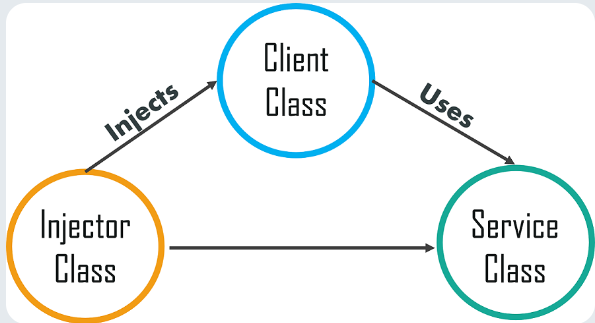 Client
Class
Injects
Uses
Injector
Class
Service
Class